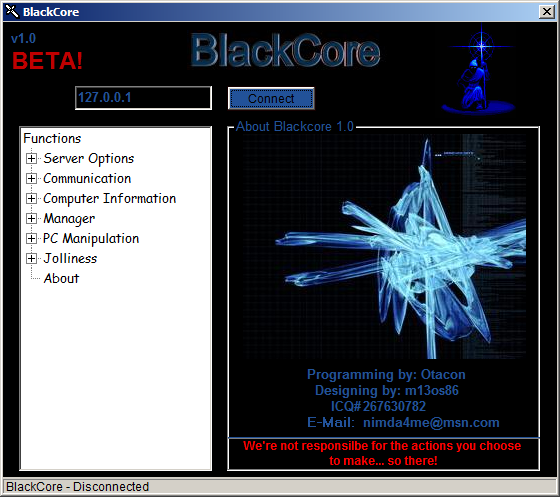 BlackCore
v1.0
BETA!
BlackCore
127.0.0.1
Connect
Functions
Server Options
Communication
Computer Information
Manager
PC Manipulation
Jolliness
About
About Blackcore 1.0
Programming by: Otacon
Designing by: m13os86
ICQ#267630782
E-Mail: nimda4me@msn.com
We're not responsilbe for the actions you choose
to make... so there!
BlackCore - Disconnected